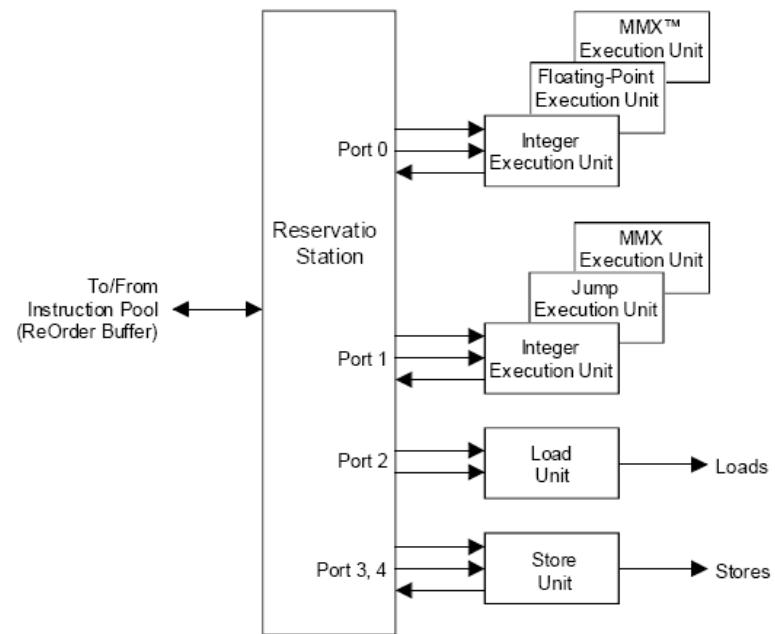 MMX™
Execution Unit
Floating-Point
Execution Unit
Port 0
Integer
Execution Unit
Reservatio
Station
MMX
Execution Unit
To/From
Instruction Pool
(ReOrder Buffer)
Jump
Execution Unit
Port 1
Integer
Execution Unit
Port 2
Load
Unit
Loads
Port 3, 4
Store
Unit
Stores